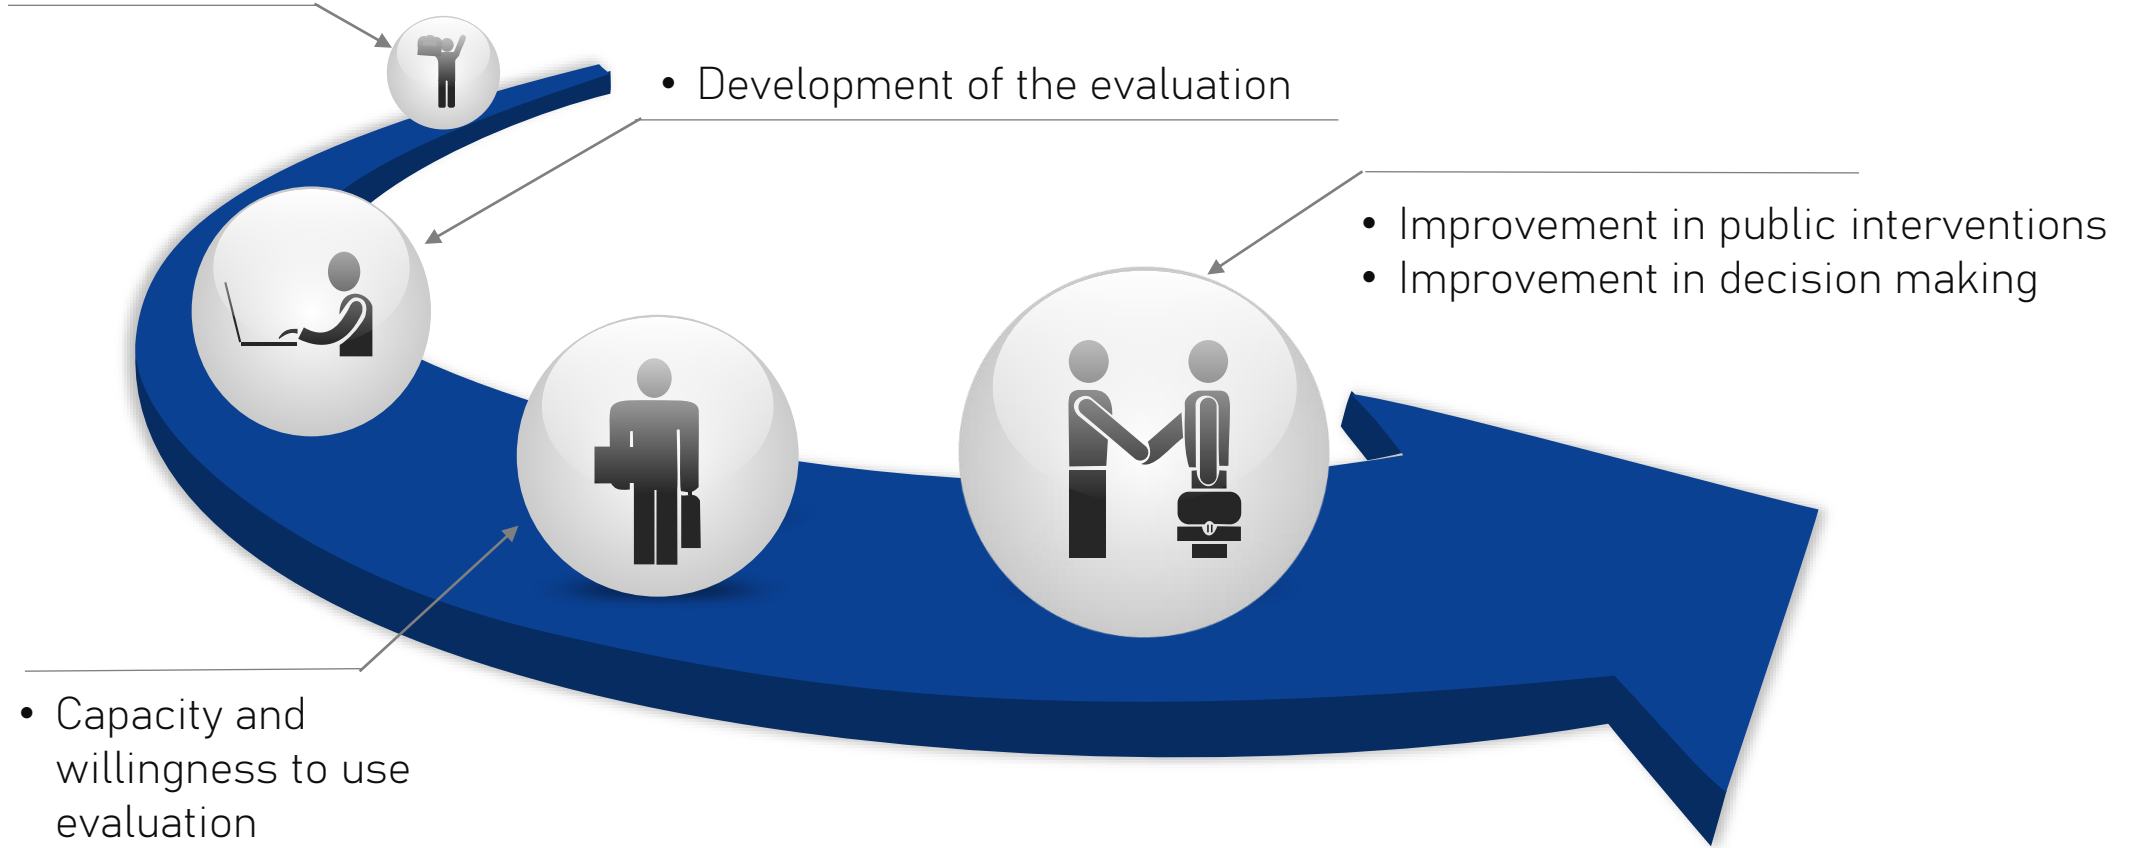 • Development of the evaluation
• Improvement in public interventions
• Improvement in decision making
• Capacity and
willingness to use
evaluation